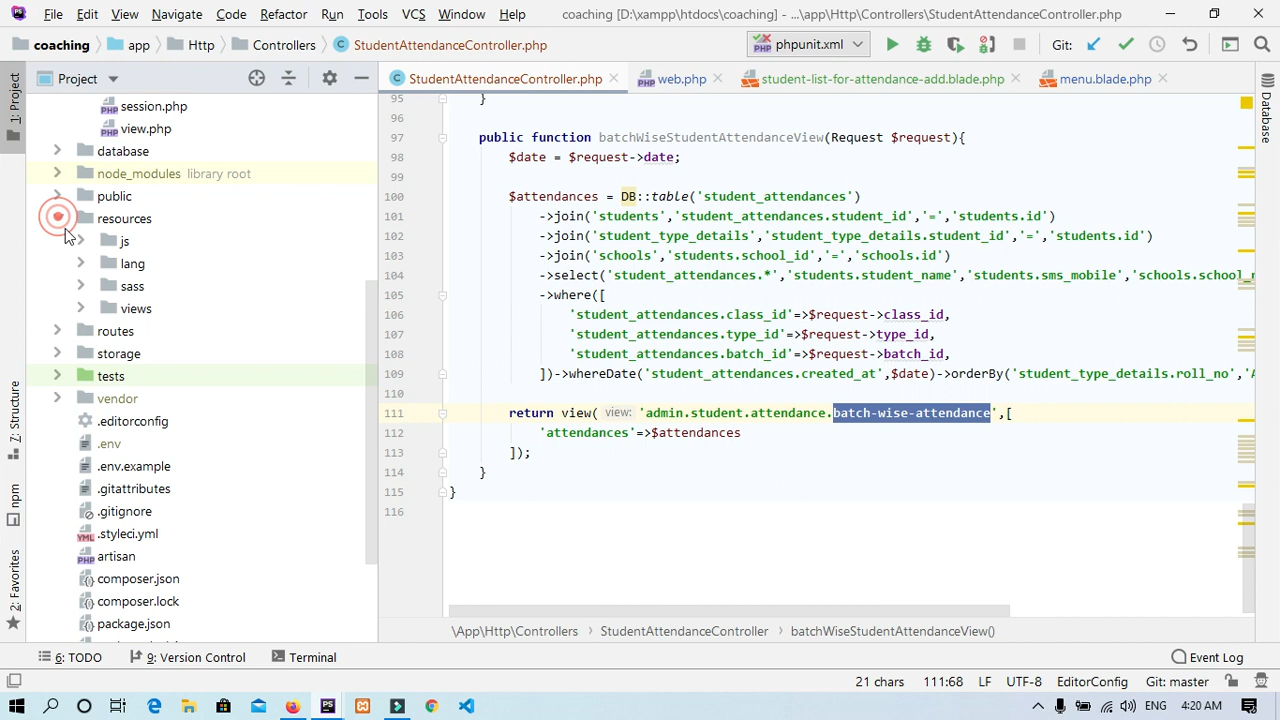 File Edit View Navigate Code Refactor Run Tools VCS Window Help coaching [D:\xampp\htdocs\coaching] - ...\app\Http\Controllers\StudentAttendanceController.php
coaching app Http Controllers StudentAttendanceController.php phpunit.xml Git:
Project StudentAttendanceController.php web.php student-list-for-attendance-add.blade.php menu.blade.php
1: Project
Z: Structure
npm
2: Favorites
Database
session.php
view.php
database
node_modules library root
public
resources
js
lang
sass
views
routes
storage
tests
vendor
.editorconfig
.env
.env.example
.gitattributes
.gitignore
.styleci.yml
artisan
composer.json
composer.lock
package.json
95 }
96
97 public function batchWiseStudentAttendanceView(Request $request){
98 $date = $request->date;
99
100 $attendances = DB::table('student_attendances')
101 ->join('students','student_attendances.student_id','=','students.id')
102 ->join('student_type_details','student_type_details.student_id','=','students.id')
103 ->join('schools','students.school_id','=','schools.id')
104 ->select('student_attendances.*','students.student_name','students.sms_mobile','schools.school_n
105 ->where([
106 'student_attendances.class_id'=>$request->class_id,
107 'student_attendances.type_id'=>$request->type_id,
108 'student_attendances.batch_id'=>$request->batch_id,
109 ])->whereDate('student_attendances.created_at',$date)->orderBy('student_type_details.roll_no','A
110
111 return view( view: 'admin.student.attendance.batch-wise-attendance',[
112 'attendances'=>$attendances
113 ]);
114 }
115 }
116
\App\Http\Controllers StudentAttendanceController batchWiseStudentAttendanceView()
6: TODO 9: Version Control Terminal Event Log
21 chars 111:68 LF UTF-8 EditorConfig Git: master
ENG 4:20 AM